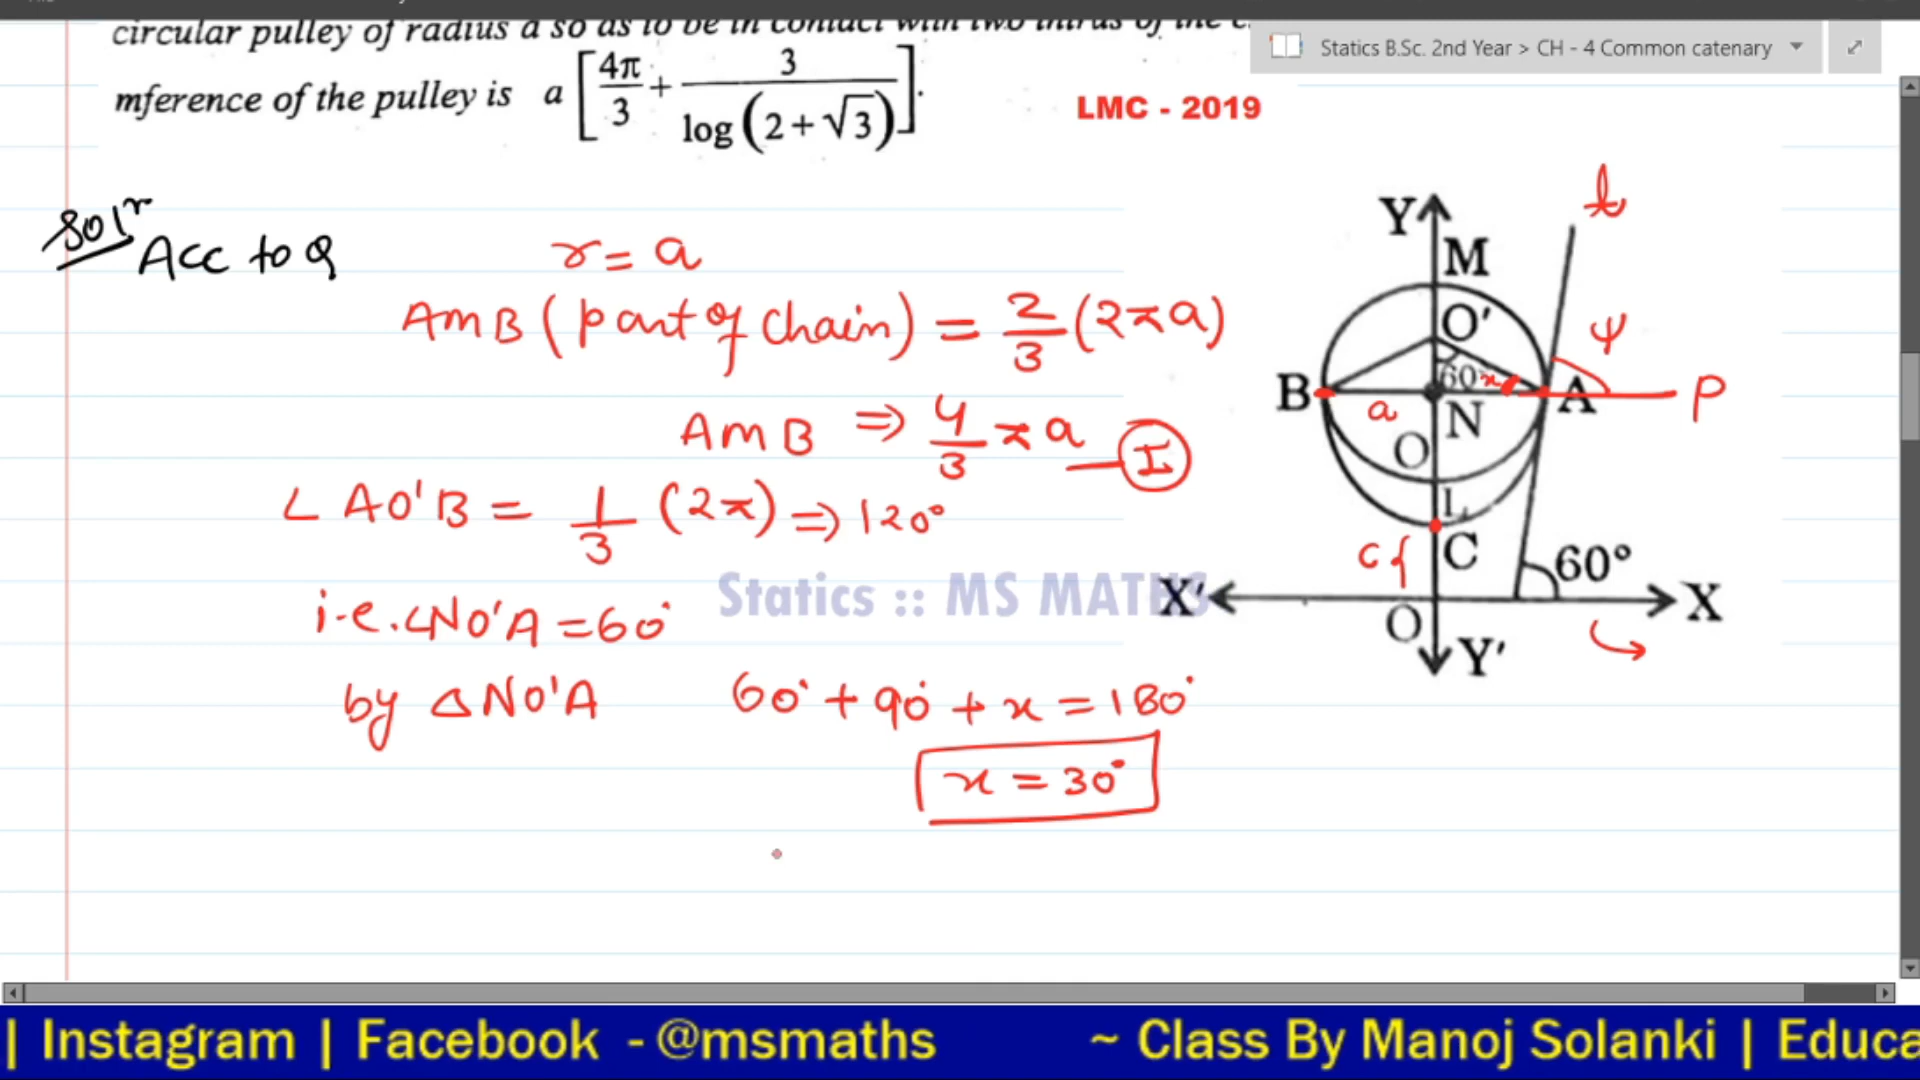 circular pulley of radius a so as to be in contact with two thirds of the c
mference of the pulley is a [4π/3 + 3/log(2+√3)].
Statics B.Sc. 2nd Year > CH - 4 Common catenary
LMC - 2019
Solⁿ
Acc to Q
r = a
AmB (part of chain) = 2/3 (2πa)
AmB ⇒ 4/3 πa — (I)
∠AO'B = 1/3 (2π) ⇒ 120°
i.e. ∠NO'A = 60°
by △NO'A 60° + 90° + x = 180°
x = 30°
Y
M
O'
ψ
B
60
x
A
P
a
N
O
L
C
c{
60°
X'
X
O
Y'
Statics :: MS MATHS
| Instagram | Facebook - @msmaths ~ Class By Manoj Solanki | Educa